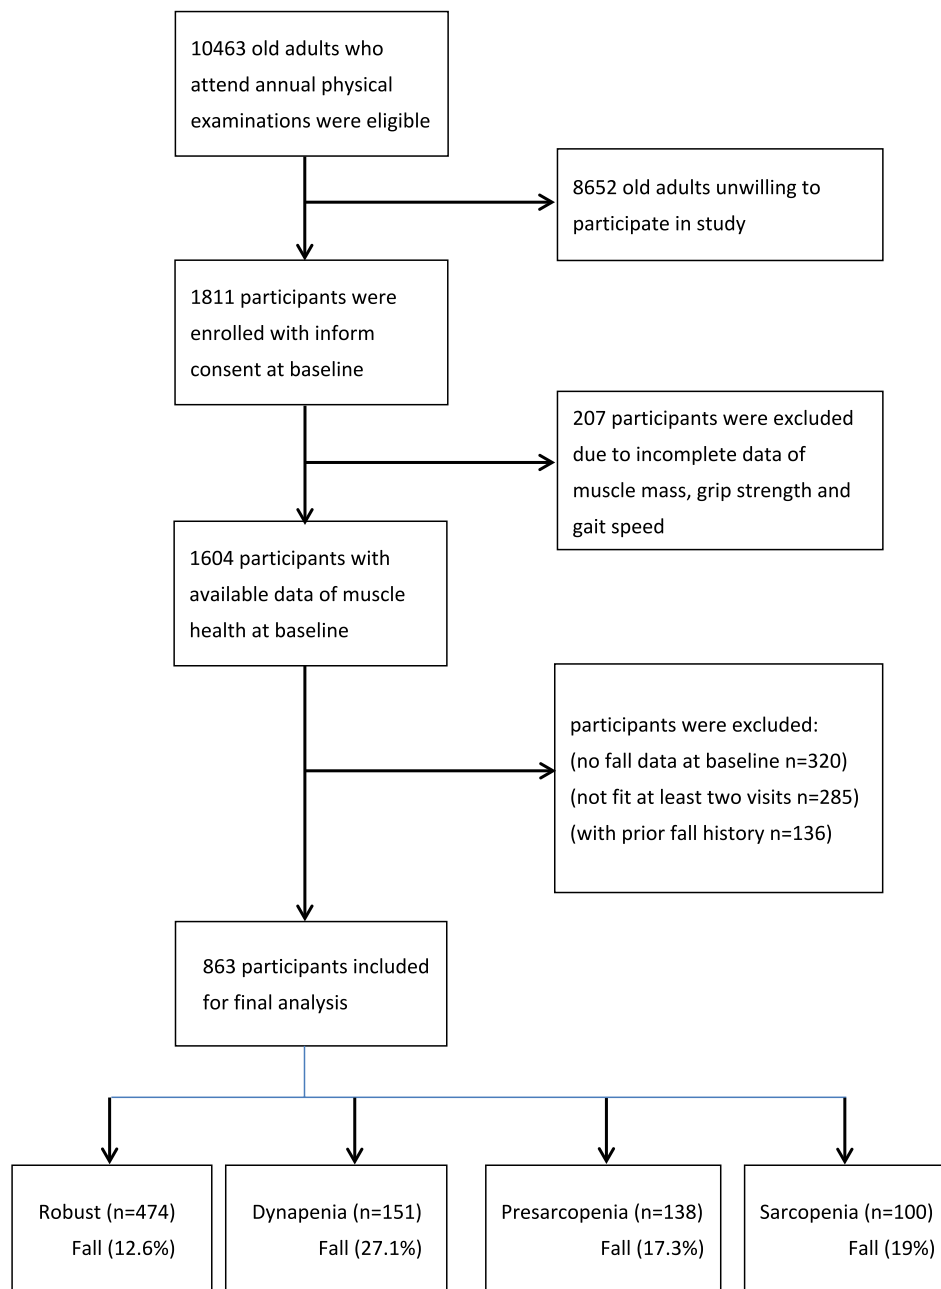 10463 old adults who
attend annual physical
examinations were eligible
8652 old adults unwilling to
participate in study
1811 participants were
enrolled with inform
consent at baseline
207 participants were excluded
due to incomplete data of
muscle mass, grip strength and
gait speed
1604 participants with
available data of muscle
health at baseline
participants were excluded:
(no fall data at baseline n=320)
(not fit at least two visits n=285)
(with prior fall history n=136)
863 participants included
for final analysis
Robust (n=474)
Fall (12.6%)
Dynapenia (n=151)
Fall (27.1%)
Presarcopenia (n=138)
Fall (17.3%)
Sarcopenia (n=100)
Fall (19%)